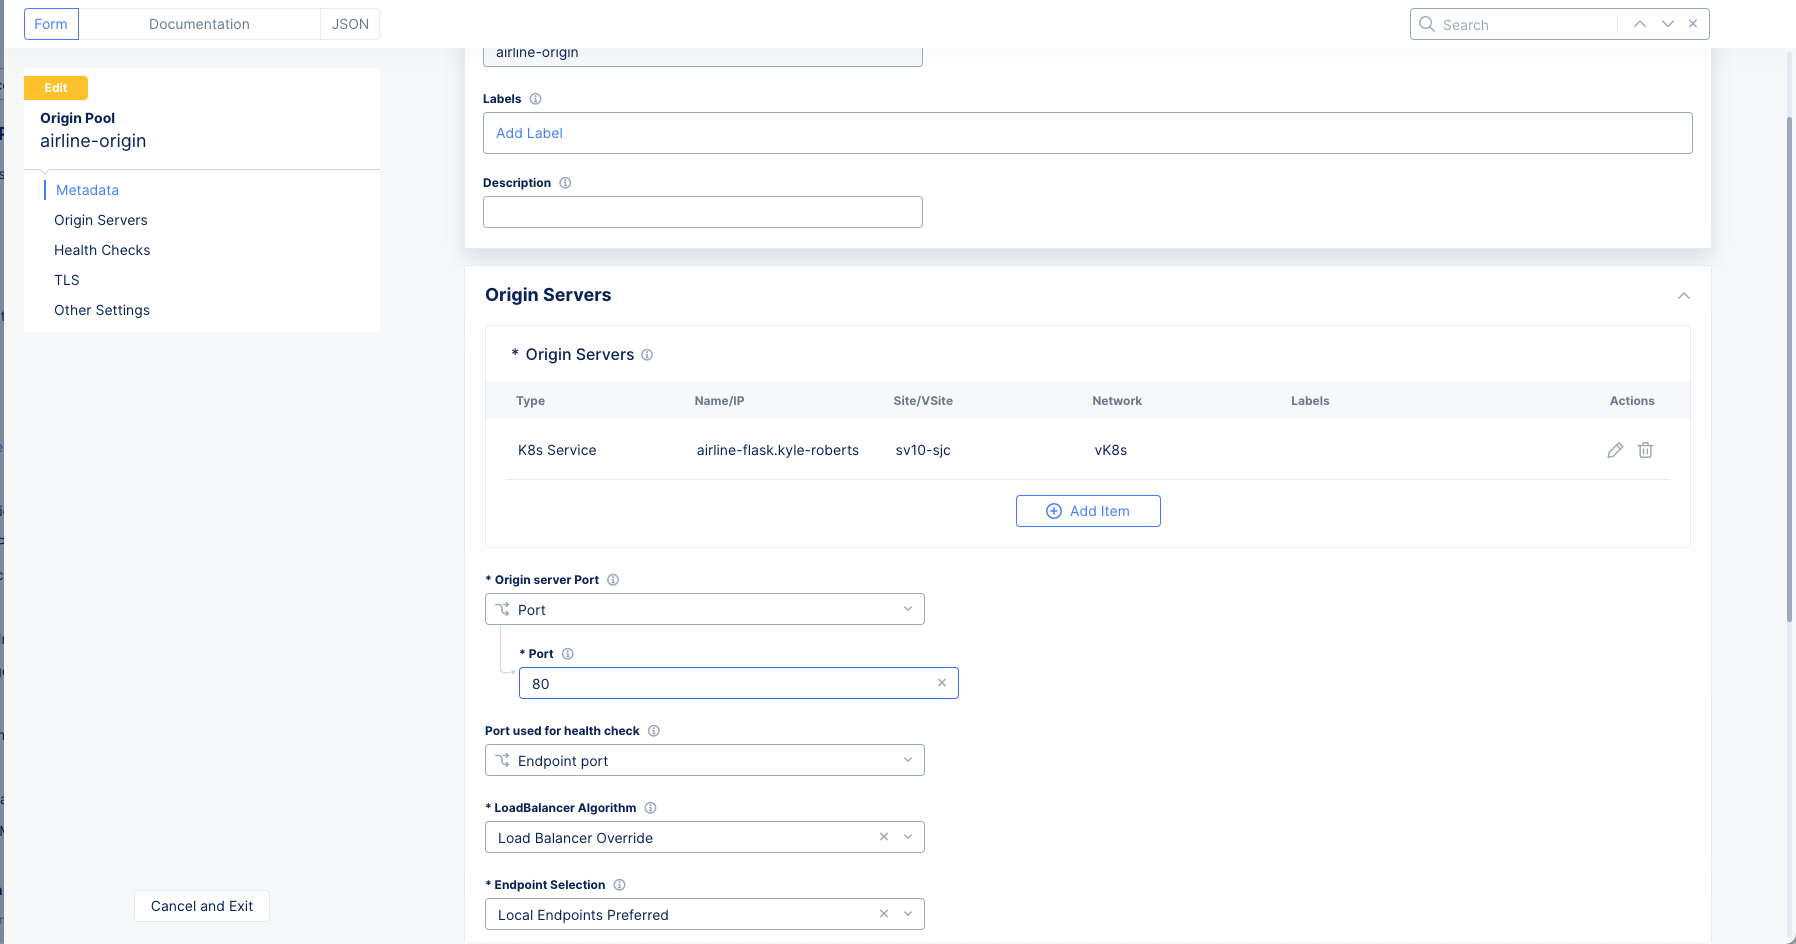 Form
Documentation
JSON
Search
airline-origin
Edit
Origin Pool
airline-origin
Metadata
Origin Servers
Health Checks
TLS
Other Settings
Cancel and Exit
Labels
Add Label
Description
Origin Servers
* Origin Servers
Type Name/IP Site/VSite Network Labels Actions
K8s Service airline-flask.kyle-roberts sv10-sjc vK8s
Add Item
* Origin server Port
Port
* Port
80
Port used for health check
Endpoint port
* LoadBalancer Algorithm
Load Balancer Override
* Endpoint Selection
Local Endpoints Preferred